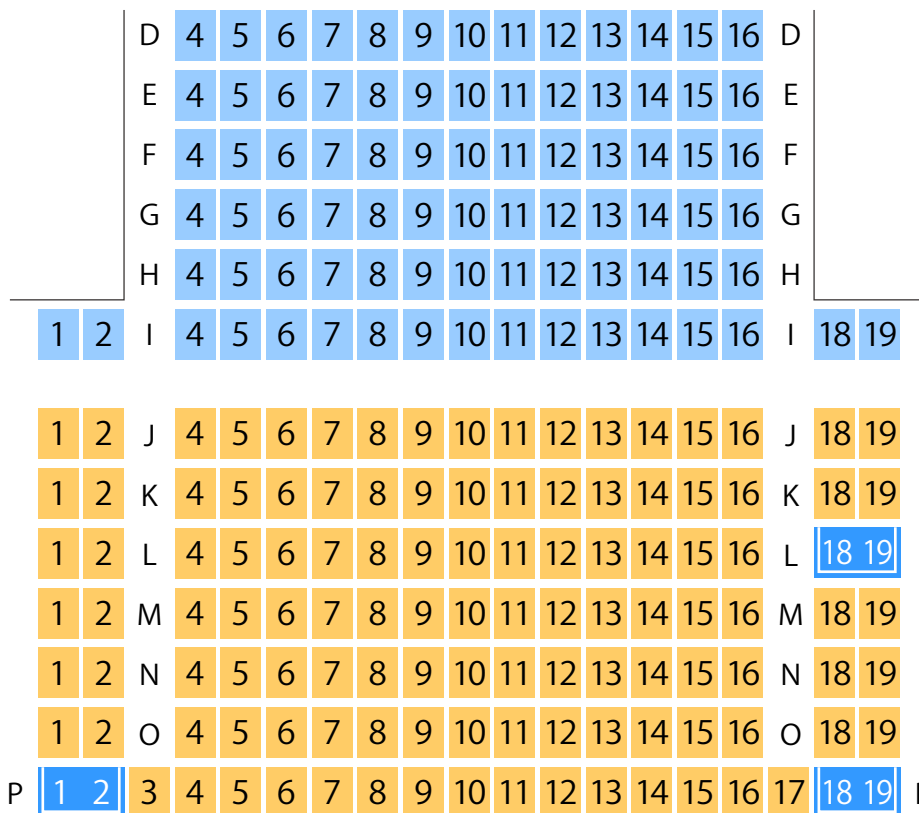 D 4 5 6 7 8 9 10 11 12 13 14 15 16 D
E 4 5 6 7 8 9 10 11 12 13 14 15 16 E
F 4 5 6 7 8 9 10 11 12 13 14 15 16 F
G 4 5 6 7 8 9 10 11 12 13 14 15 16 G
H 4 5 6 7 8 9 10 11 12 13 14 15 16 H
1 2 I 4 5 6 7 8 9 10 11 12 13 14 15 16 I 18 19
1 2 J 4 5 6 7 8 9 10 11 12 13 14 15 16 J 18 19
1 2 K 4 5 6 7 8 9 10 11 12 13 14 15 16 K 18 19
1 2 L 4 5 6 7 8 9 10 11 12 13 14 15 16 L 18 19
1 2 M 4 5 6 7 8 9 10 11 12 13 14 15 16 M 18 19
1 2 N 4 5 6 7 8 9 10 11 12 13 14 15 16 N 18 19
1 2 O 4 5 6 7 8 9 10 11 12 13 14 15 16 O 18 19
P 1 2 3 4 5 6 7 8 9 10 11 12 13 14 15 16 17 18 19